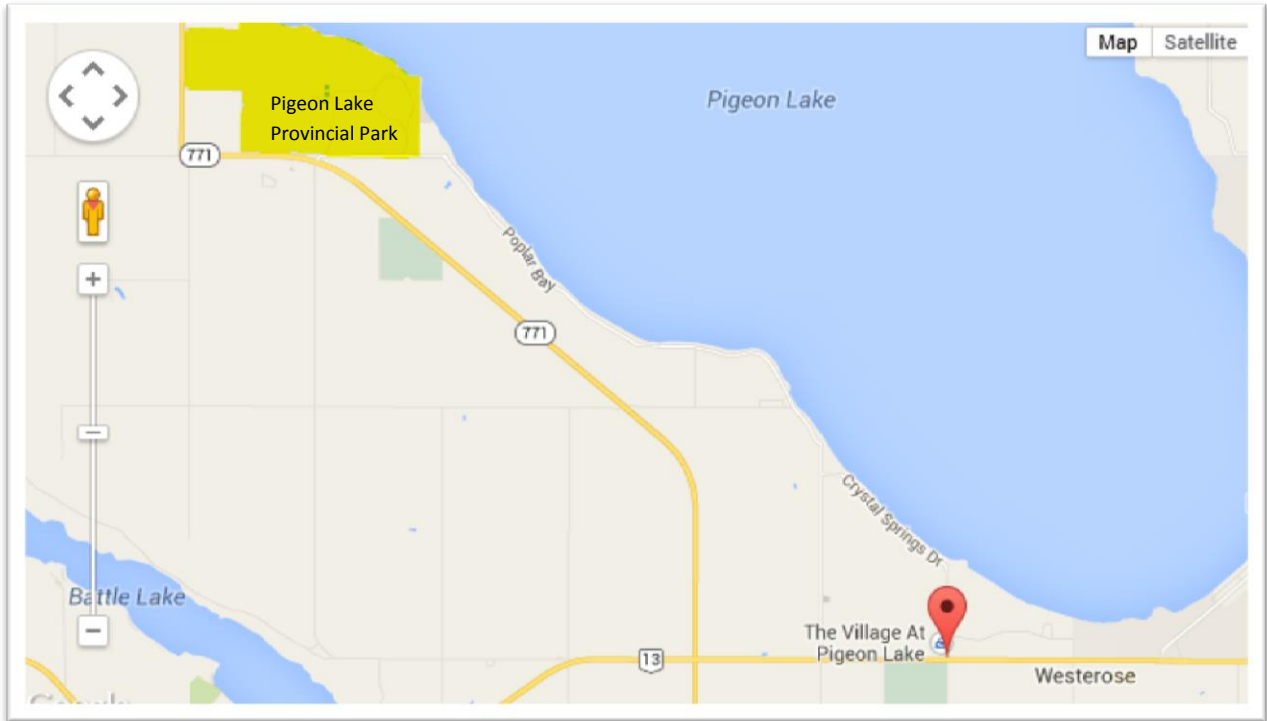 Map
Satellite
Pigeon Lake
Pigeon Lake
Provincial Park
771
Poplar Bay
771
Crystal Springs Dr
Battle Lake
The Village At
Pigeon Lake
13
Westerose